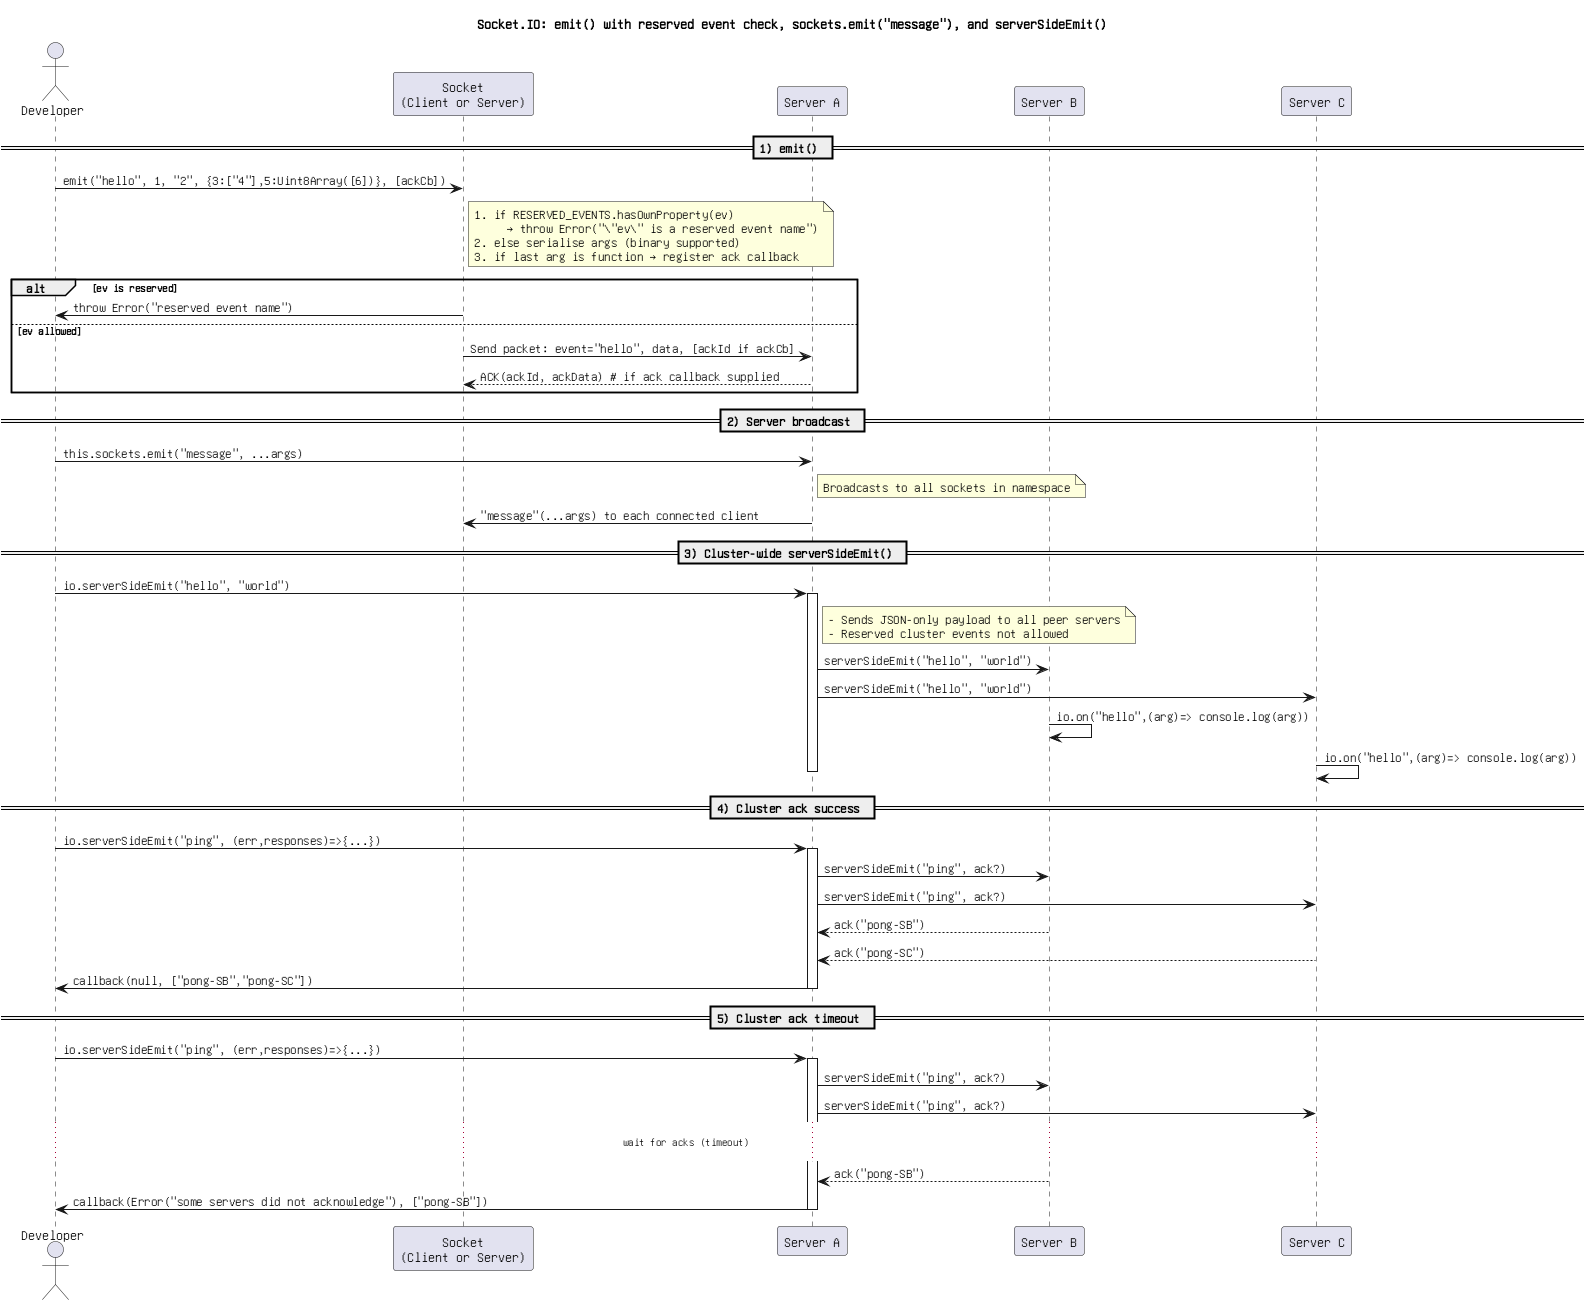 Socket.IO: emit() with reserved event check, sockets.emit("message"), and serverSideEmit()
Developer
Socket
(Client or Server)
Server A
Server B
Server C
1) emit()
emit("hello", 1, "2", {3:["4"],5:Uint8Array([6])}, [ackCb])
1. if RESERVED_EVENTS.hasOwnProperty(ev)
→ throw Error("\"ev\" is a reserved event name")
2. else serialise args (binary supported)
3. if last arg is function → register ack callback
alt
[ev is reserved]
throw Error("reserved event name")
[ev allowed]
Send packet: event="hello", data, [ackId if ackCb]
ACK(ackId, ackData) # if ack callback supplied
2) Server broadcast
this.sockets.emit("message", ...args)
Broadcasts to all sockets in namespace
"message"(...args) to each connected client
3) Cluster-wide serverSideEmit()
io.serverSideEmit("hello", "world")
- Sends JSON-only payload to all peer servers
- Reserved cluster events not allowed
serverSideEmit("hello", "world")
serverSideEmit("hello", "world")
io.on("hello",(arg)=> console.log(arg))
io.on("hello",(arg)=> console.log(arg))
4) Cluster ack success
io.serverSideEmit("ping", (err,responses)=>{...})
serverSideEmit("ping", ack?)
serverSideEmit("ping", ack?)
ack("pong-SB")
ack("pong-SC")
callback(null, ["pong-SB","pong-SC"])
5) Cluster ack timeout
io.serverSideEmit("ping", (err,responses)=>{...})
serverSideEmit("ping", ack?)
serverSideEmit("ping", ack?)
wait for acks (timeout)
ack("pong-SB")
callback(Error("some servers did not acknowledge"), ["pong-SB"])
Developer
Socket
(Client or Server)
Server A
Server B
Server C